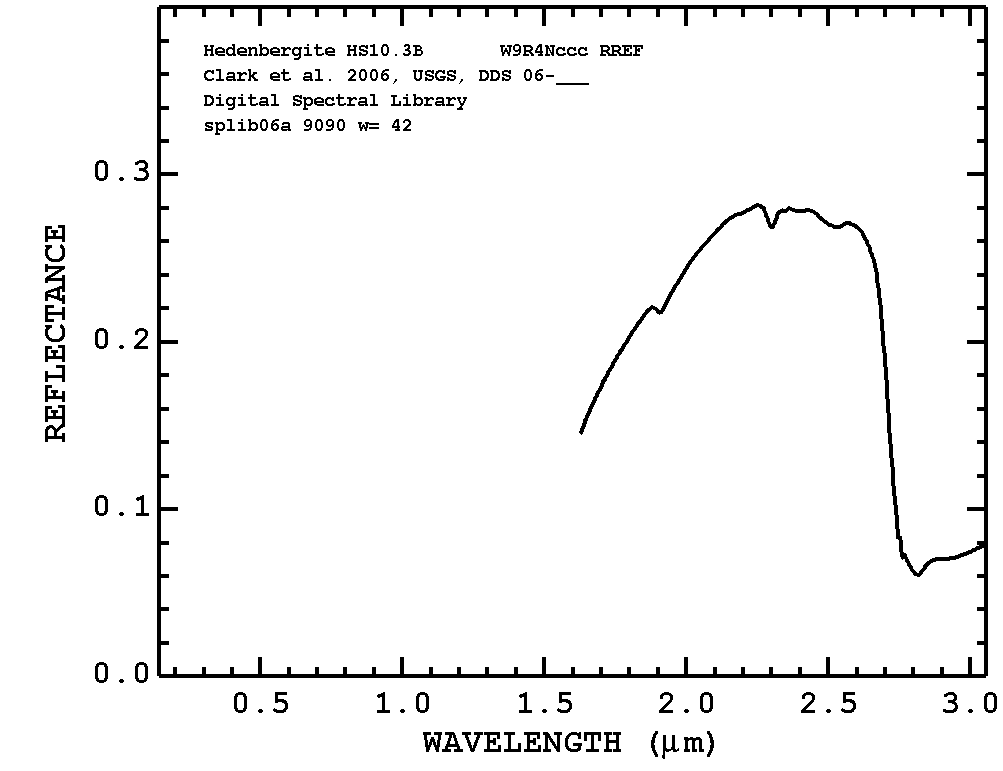 Hedenbergite HS10.3B W9R4Nccc RREF
Clark et al. 2006, USGS, DDS 06-___
Digital Spectral Library
splib06a 9090 w= 42
REFLECTANCE
0.3
0.2
0.1
0.0
0.5 1.0 1.5 2.0 2.5 3.0
WAVELENGTH (μm)